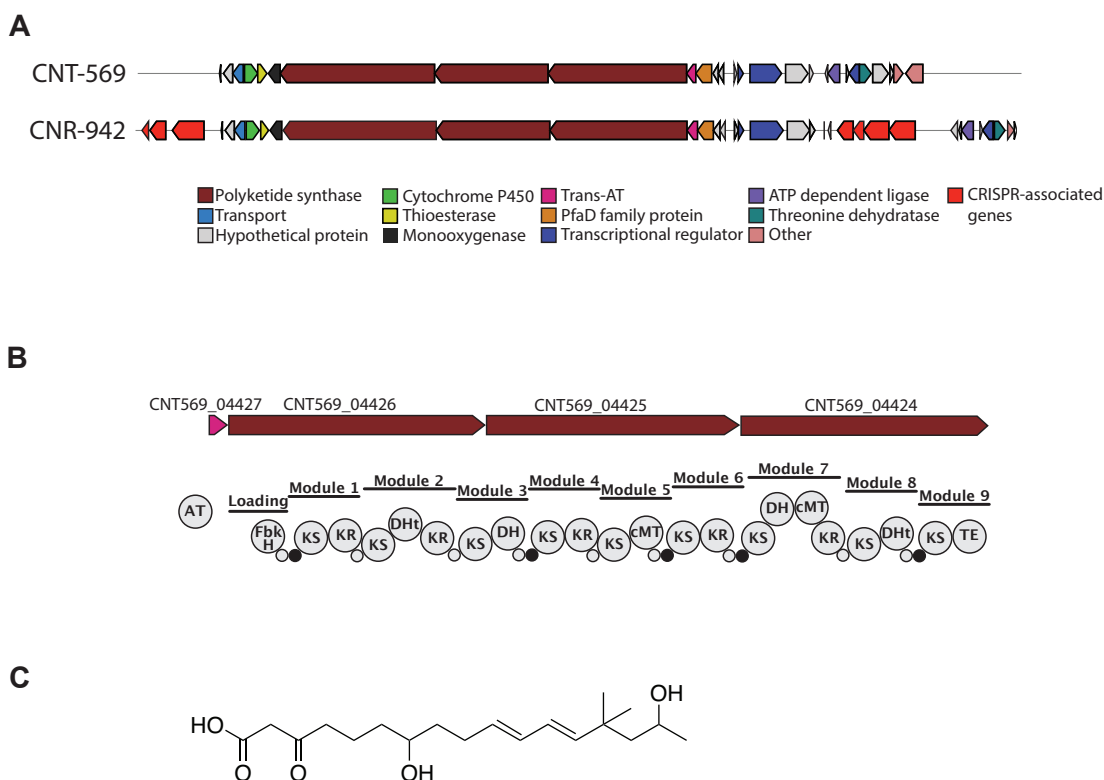 A
CNT-569
CNR-942
Polyketide synthase
Transport
Hypothetical protein
Cytochrome P450
Thioesterase
Monooxygenase
Trans-AT
PfaD family protein
Transcriptional regulator
ATP dependent ligase
Threonine dehydratase
Other
CRISPR-associated
genes
B
CNT569_04427 CNT569_04426 CNT569_04425 CNT569_04424
Loading Module 1 Module 2 Module 3 Module 4 Module 5 Module 6 Module 7 Module 8 Module 9
AT Fbk
H KS KR KS DHt KR KS DH KS KR KS cMT KS KR KS DH cMT KR KS DHt KS TE
C
OH
HO
O O OH